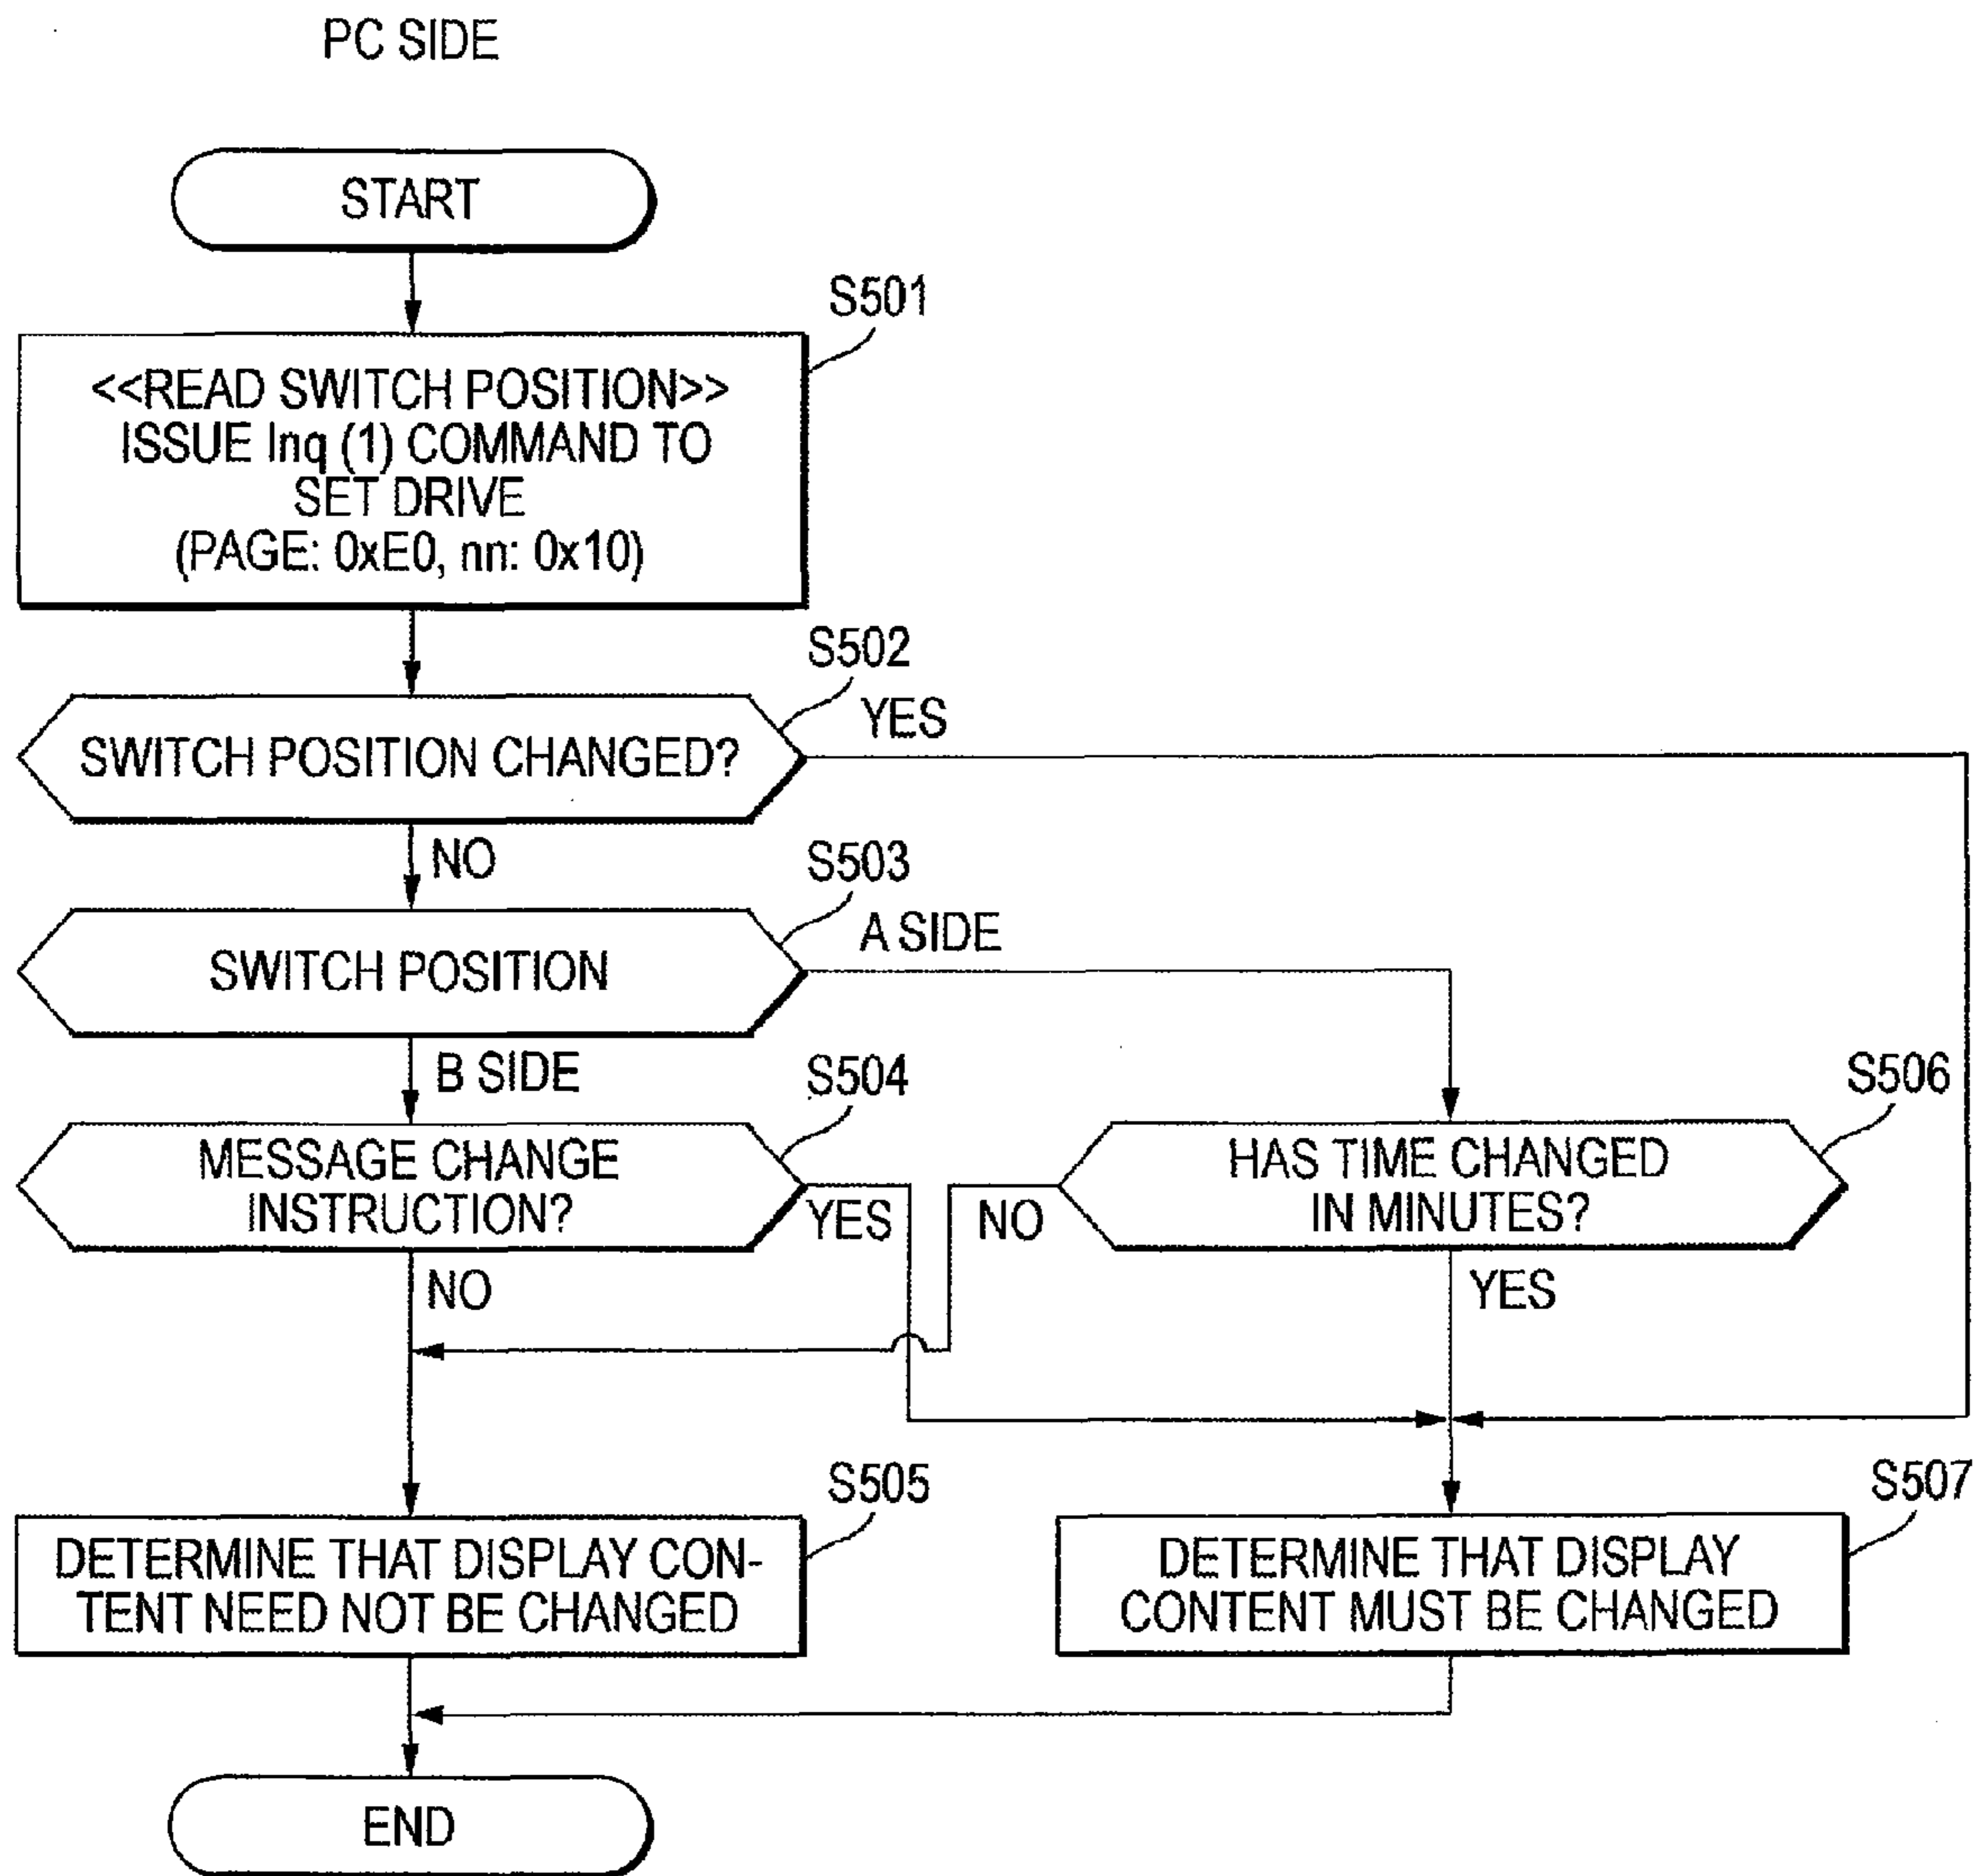 PC SIDE
START
S501
<<READ SWITCH POSITION>>
ISSUE Inq (1) COMMAND TO
SET DRIVE
(PAGE: 0xE0, nn: 0x10)
S502
YES
SWITCH POSITION CHANGED?
NO
S503
A SIDE
SWITCH POSITION
B SIDE
S504
MESSAGE CHANGE
INSTRUCTION?
YES
NO
S506
HAS TIME CHANGED
IN MINUTES?
NO
YES
S505
DETERMINE THAT DISPLAY CON-
TENT NEED NOT BE CHANGED
S507
DETERMINE THAT DISPLAY
CONTENT MUST BE CHANGED
END